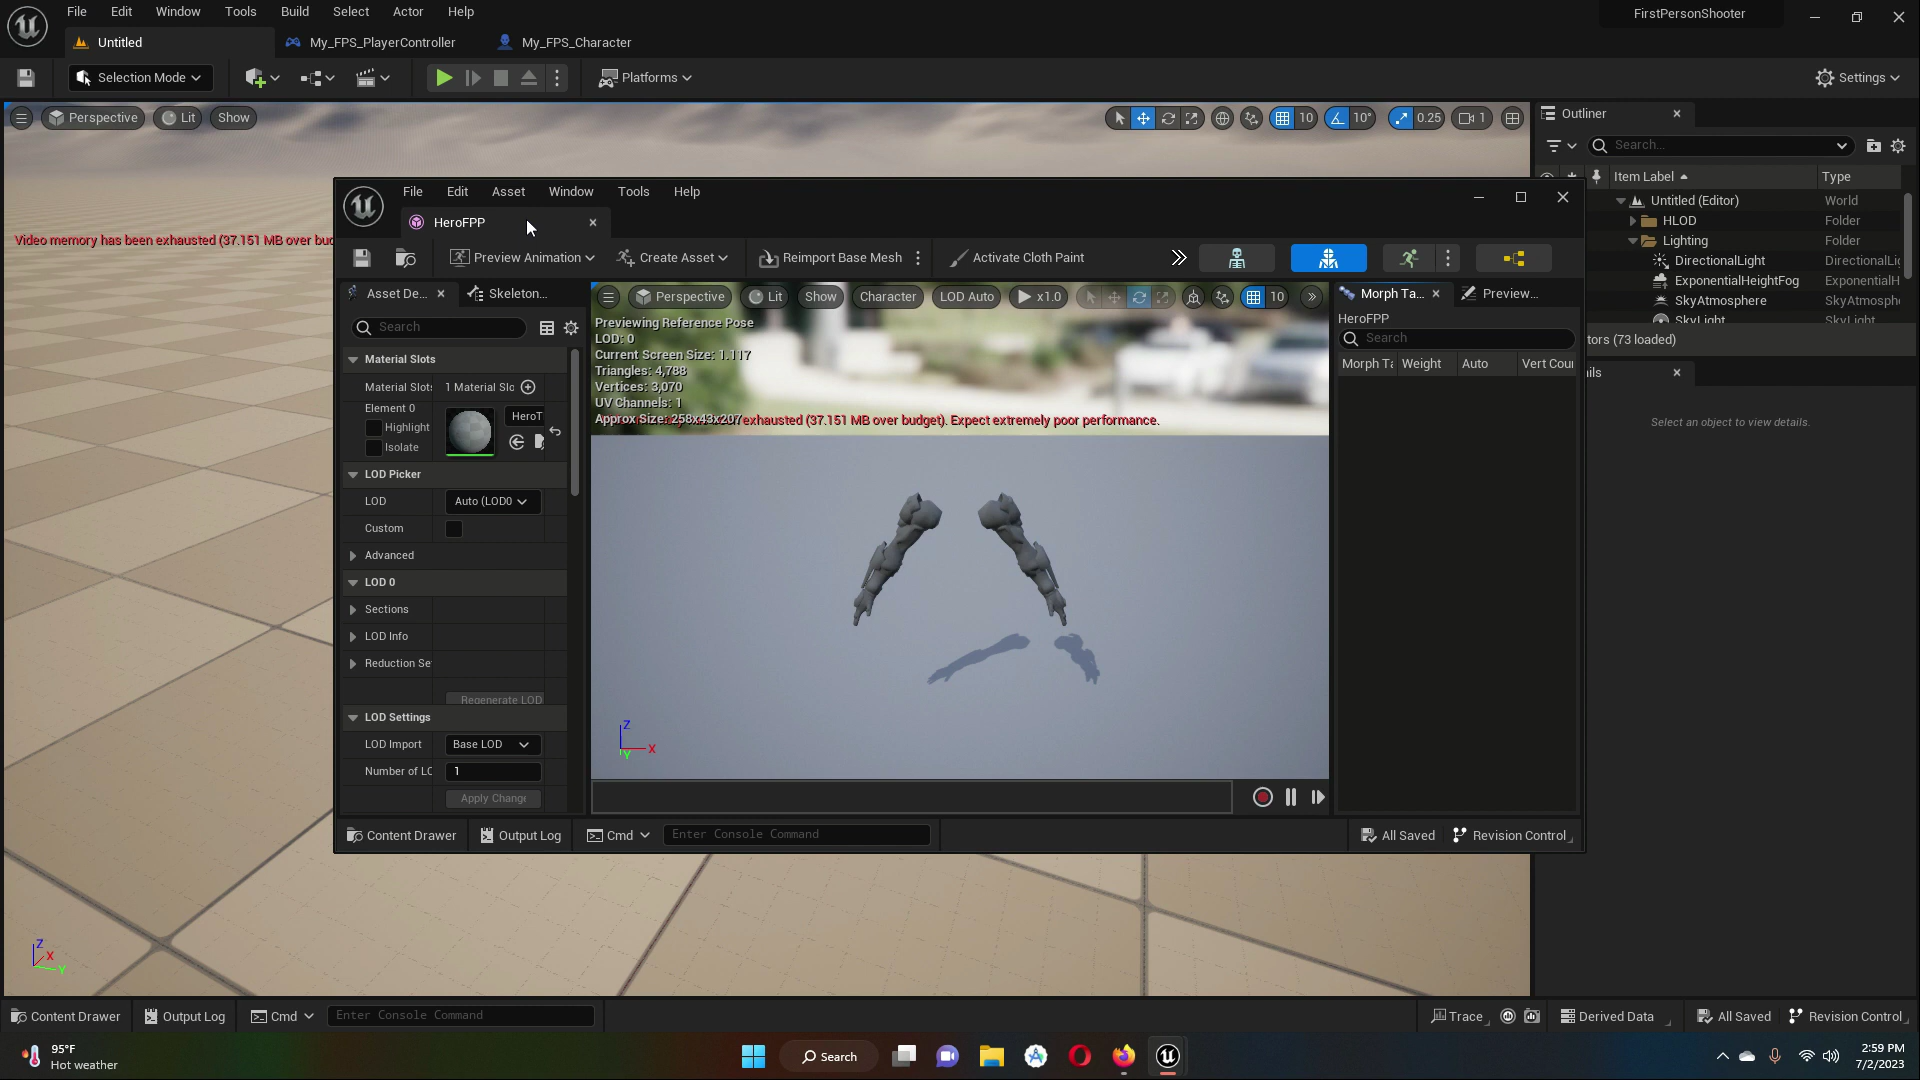 File Edit Window Tools Build Select Actor Help
FirstPersonShooter
Untitled
My_FPS_PlayerController
My_FPS_Character
Selection Mode
Platforms
Settings
Perspective
Lit
Show
10
10°
0.25
1
Outliner
Search...
Item Label
Type
Untitled (Editor) World
HLOD Folder
Lighting Folder
DirectionalLight DirectionalLig
ExponentialHeightFog ExponentialH
SkyAtmosphere SkyAtmosphe
SkyLight SkyLight
tors (73 loaded)
ils
Select an object to view details.
Video memory has been exhausted (37.151 MB over bud
File Edit Asset Window Tools Help
HeroFPP
Preview Animation
Create Asset
Reimport Base Mesh
Activate Cloth Paint
Asset De...
Skeleton...
Search
Material Slots
Material Slots 1 Material Slo
Element 0
Highlight
Isolate
HeroT
LOD Picker
LOD Auto (LOD0
Custom
Advanced
LOD 0
Sections
LOD Info
Reduction Se
Regenerate LOD
LOD Settings
LOD Import Base LOD
Number of LO 1
Apply Change
Perspective
Lit
Show
Character
LOD Auto
x1.0
10
Previewing Reference Pose
LOD: 0
Current Screen Size: 1.117
Triangles: 4,788
Vertices: 3,070
UV Channels: 1
Approx Size: 258x43x207
exhausted (37.151 MB over budget). Expect extremely poor performance.
Z
X
Y
Morph Ta...
Preview...
HeroFPP
Search
Morph Ta Weight Auto Vert Cou
Content Drawer
Output Log
Cmd
Enter Console Command
All Saved
Revision Control
Z
X
Y
Content Drawer
Output Log
Cmd
Enter Console Command
Trace
Derived Data
All Saved
Revision Control
95°F
Hot weather
Search
2:59 PM
7/2/2023